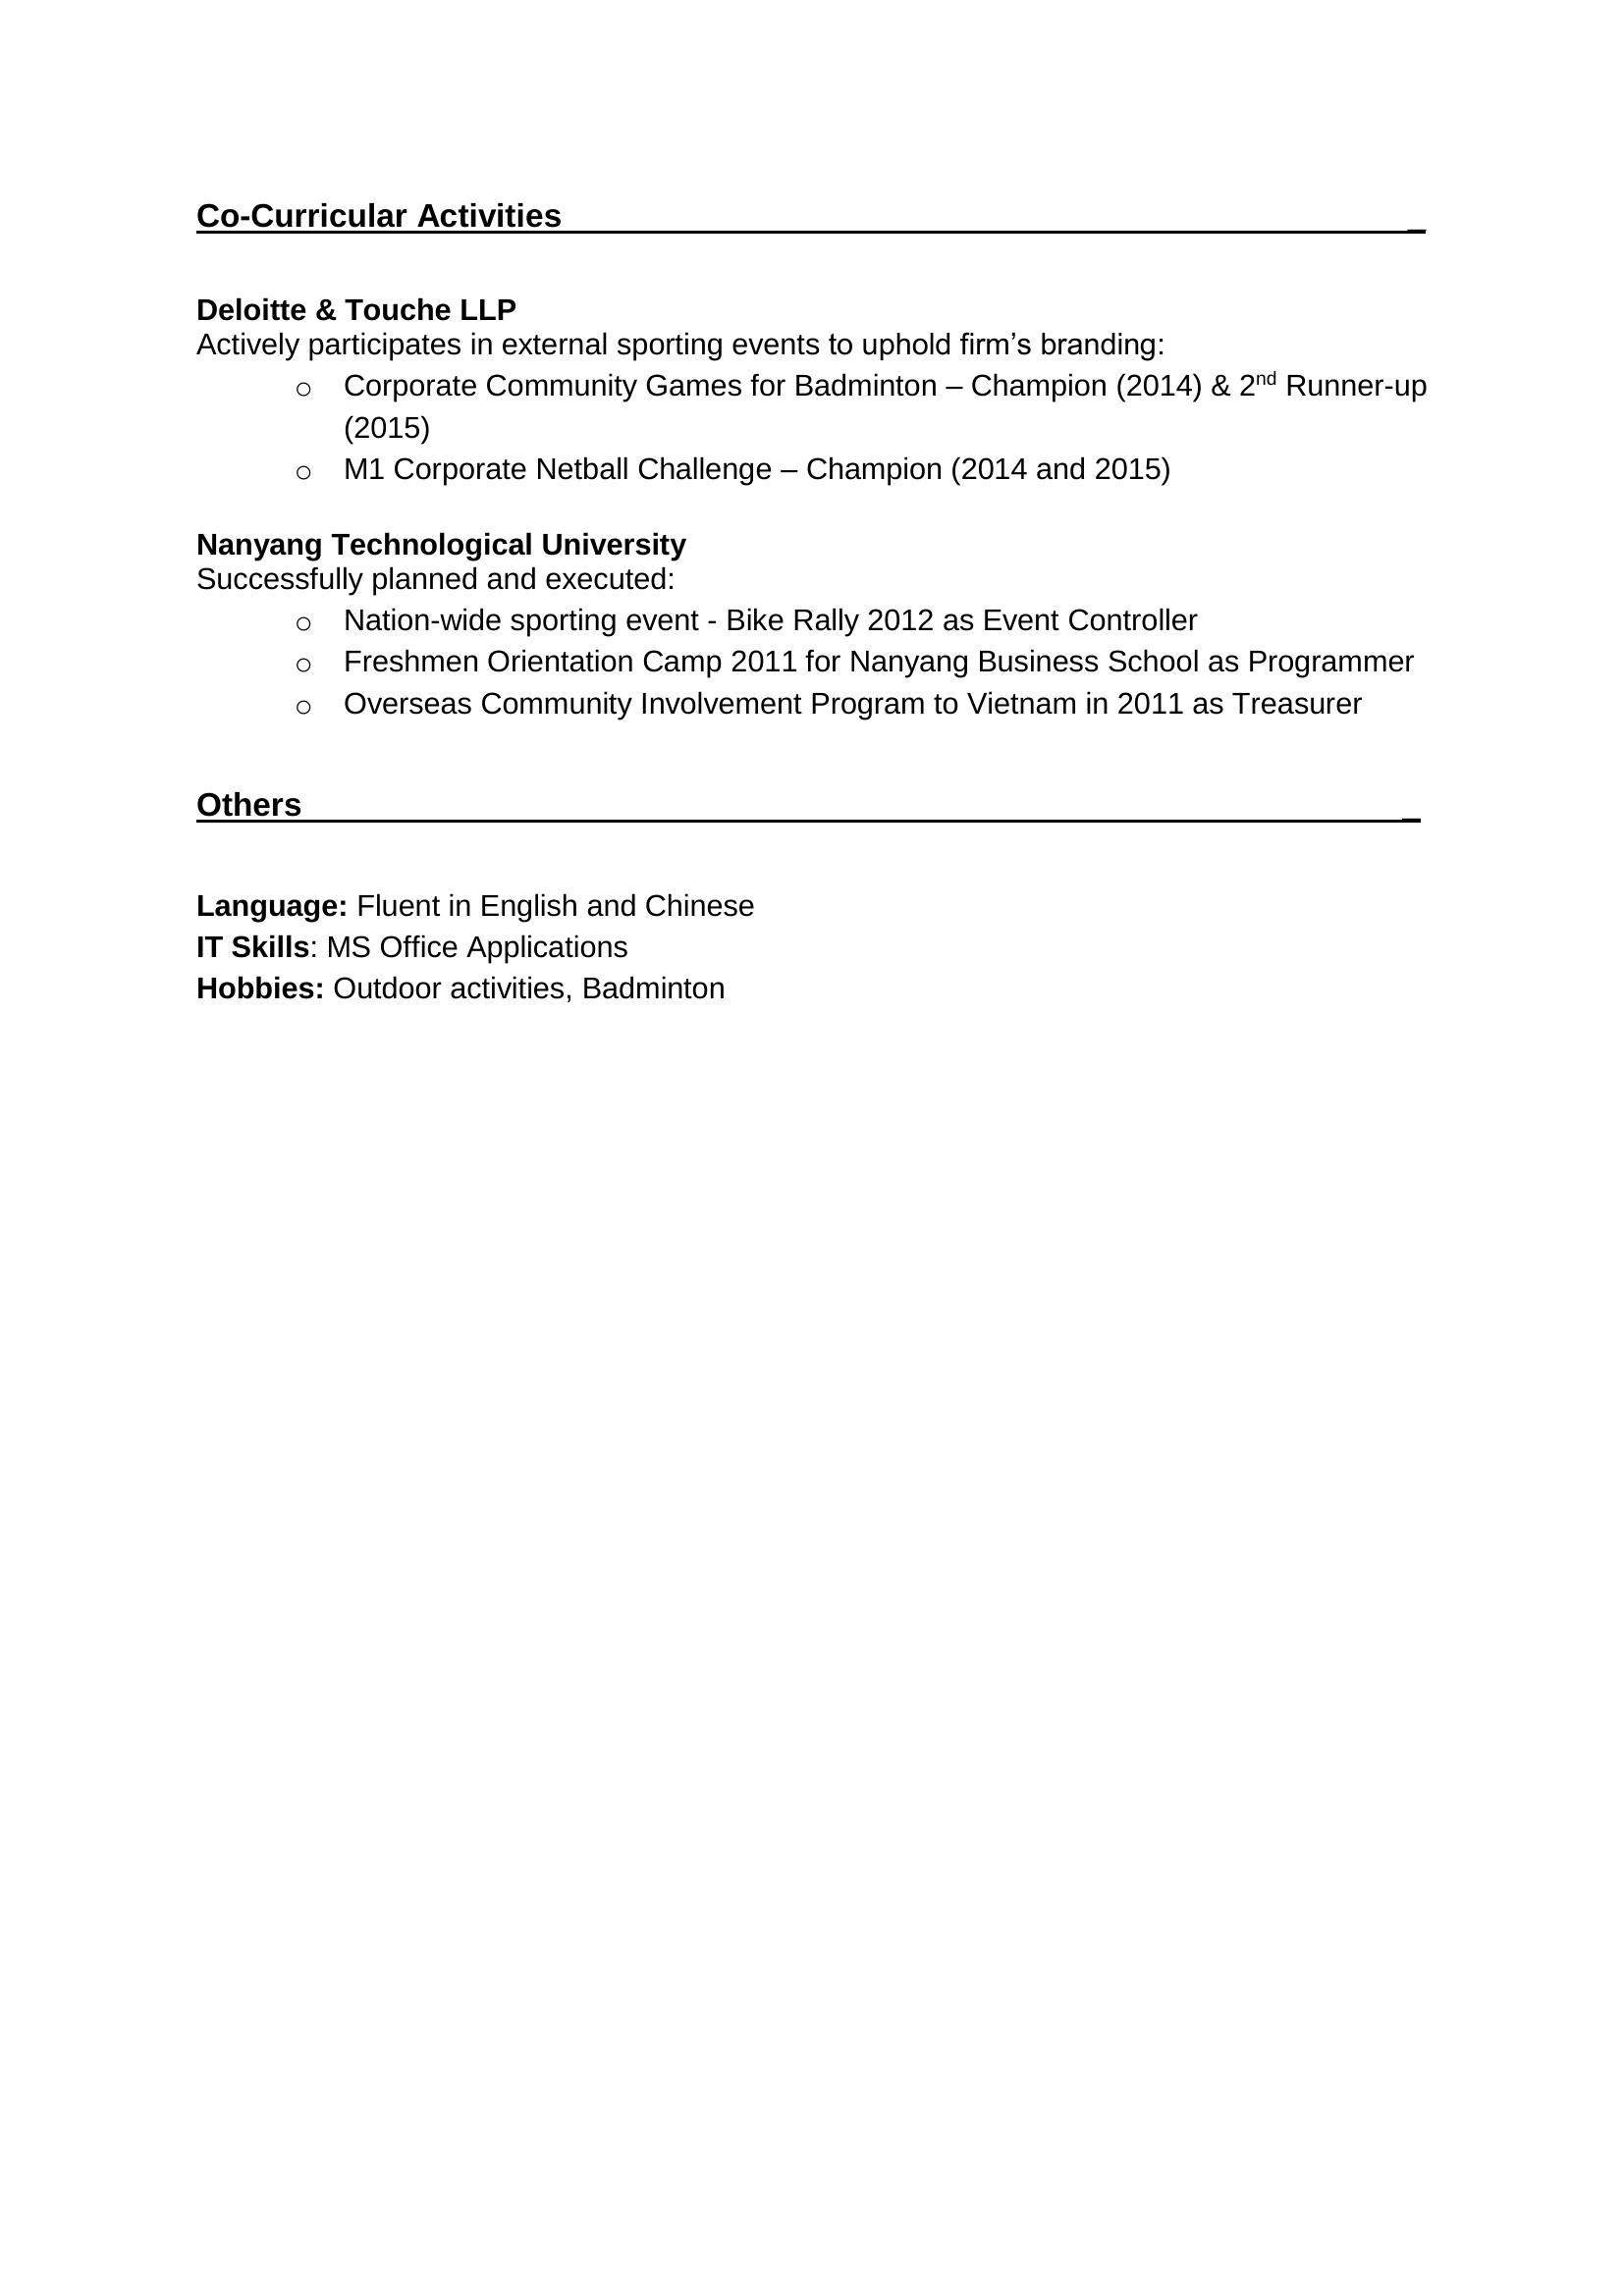 Co-Curricular Activities _
Deloitte & Touche LLP
Actively participates in external sporting events to uphold firm’s branding:
o Corporate Community Games for Badminton – Champion (2014) & 2nd Runner-up
(2015)
o M1 Corporate Netball Challenge – Champion (2014 and 2015)
Nanyang Technological University
Successfully planned and executed:
o Nation-wide sporting event - Bike Rally 2012 as Event Controller
o Freshmen Orientation Camp 2011 for Nanyang Business School as Programmer
o Overseas Community Involvement Program to Vietnam in 2011 as Treasurer
Others _
Language: Fluent in English and Chinese
IT Skills: MS Office Applications
Hobbies: Outdoor activities, Badminton